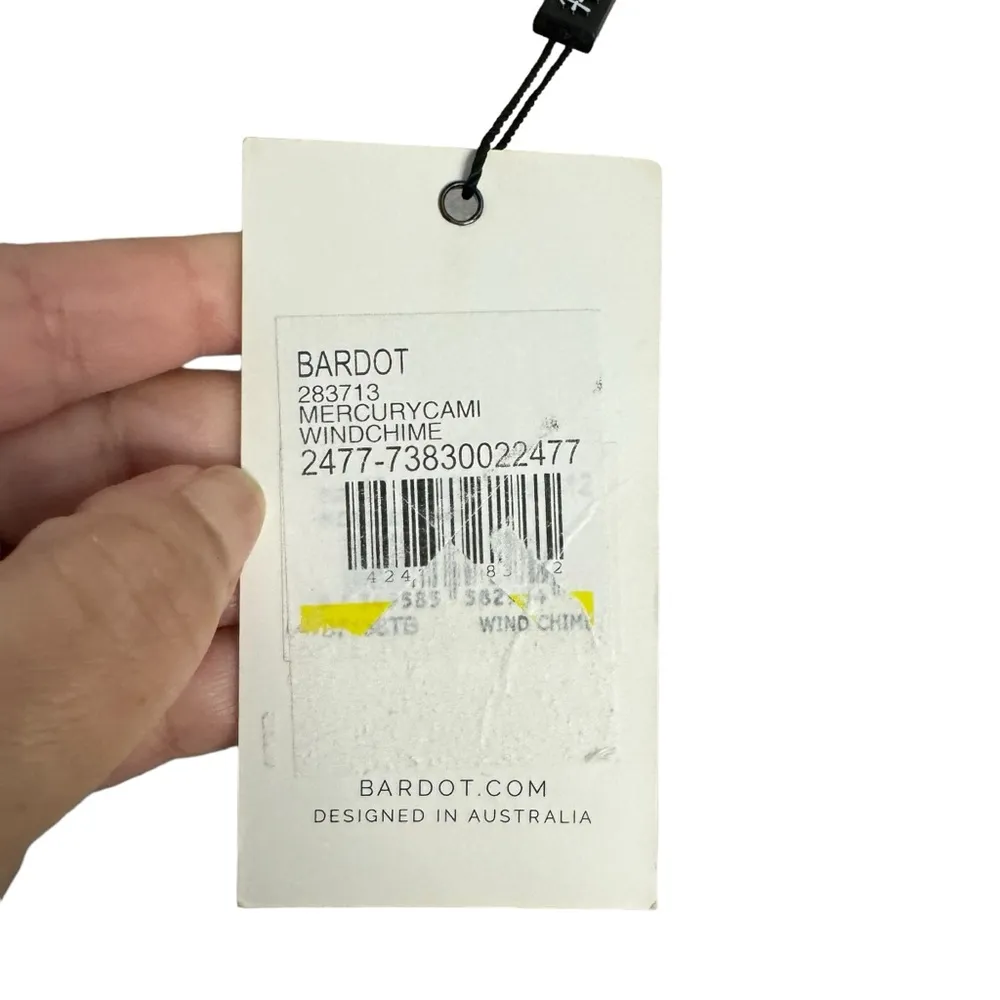 BARDOT
283713
MERCURYCAMI
WINDCHIME
2477-73830022477
WIND CHIME
BARDOT.COM
DESIGNED IN AUSTRALIA